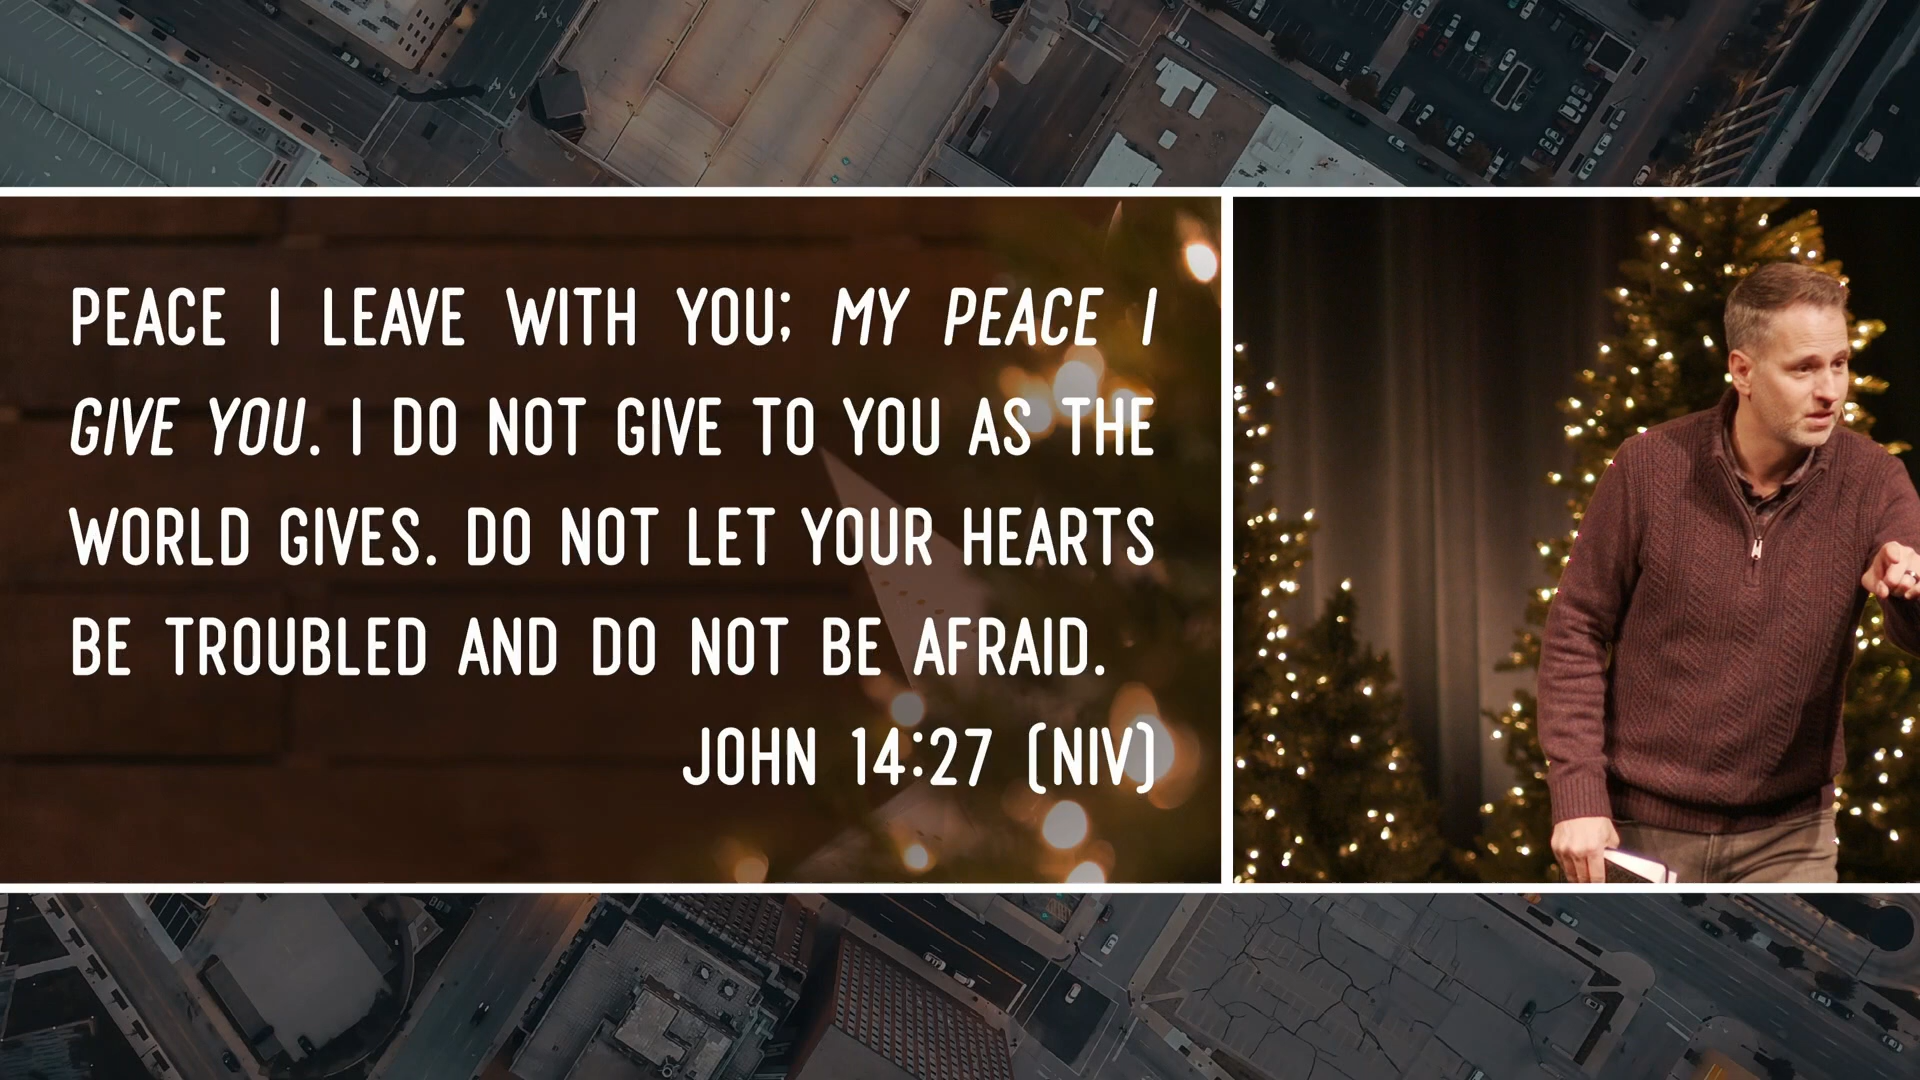 PEACE I LEAVE WITH YOU; MY PEACE I
GIVE YOU. I DO NOT GIVE TO YOU AS THE
WORLD GIVES. DO NOT LET YOUR HEARTS
BE TROUBLED AND DO NOT BE AFRAID.
JOHN 14:27 (NIV)